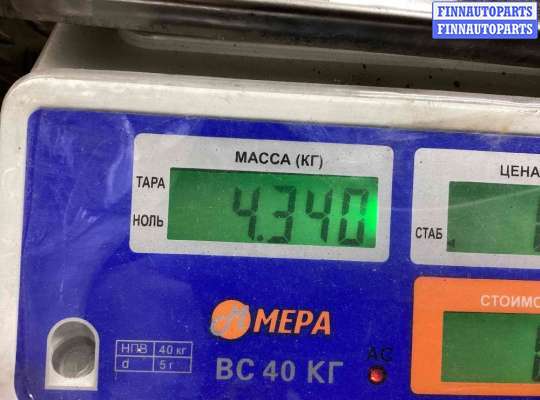 FINNAUTOPARTS
FINNAUTOPARTS
МАССА (КГ)
ТАРА
НОЛЬ
4.340
ЦЕНА
СТАБ
СТОИМО
МЕРА
НПВ 40 кг
d 5 г
ВС 40 КГ
AC